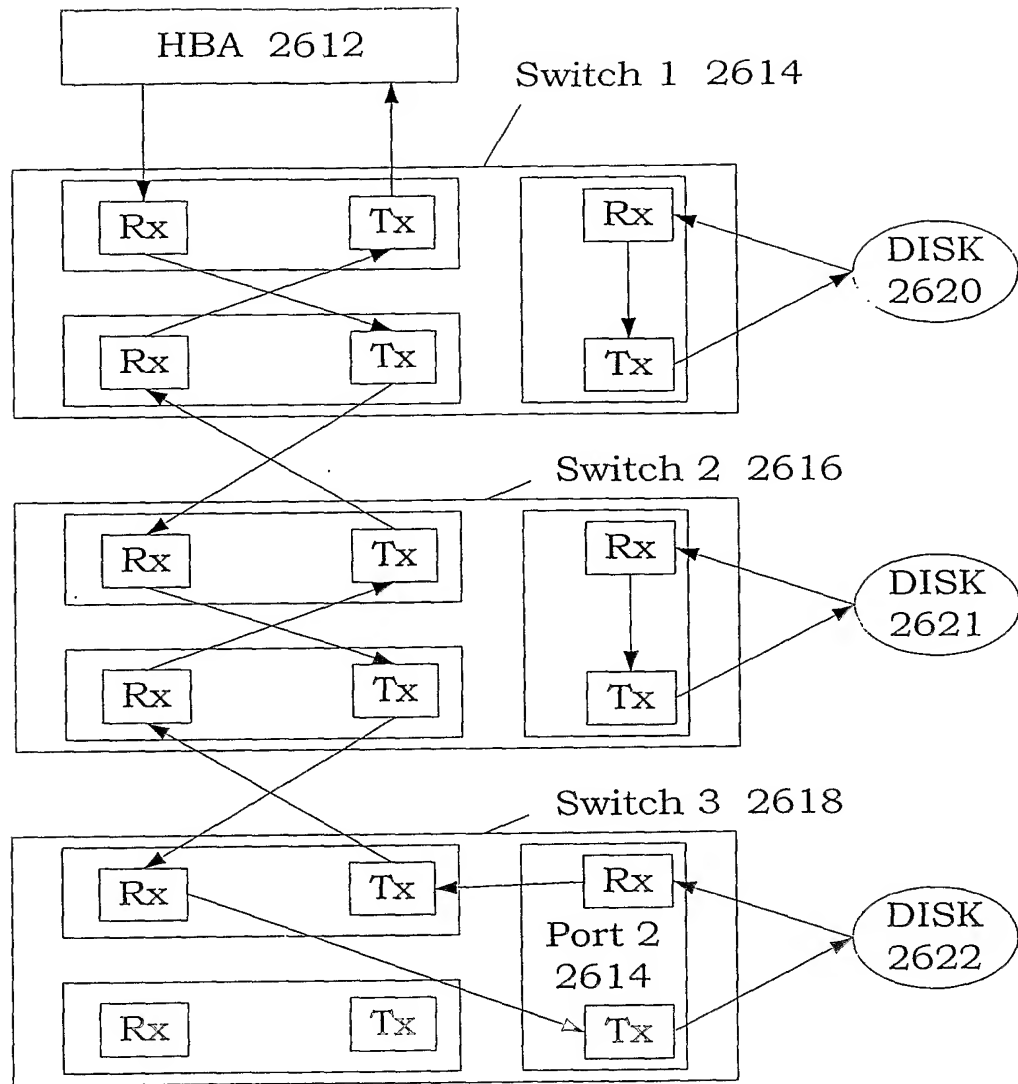 HBA 2612
Switch 1 2614
Rx
Tx
Rx
DISK
2620
Rx
Tx
Tx
Switch 2 2616
Rx
Tx
Rx
DISK
2621
Rx
Tx
Tx
Switch 3 2618
Rx
Tx
Rx
DISK
2622
Port 2
2614
Rx
Tx
Tx